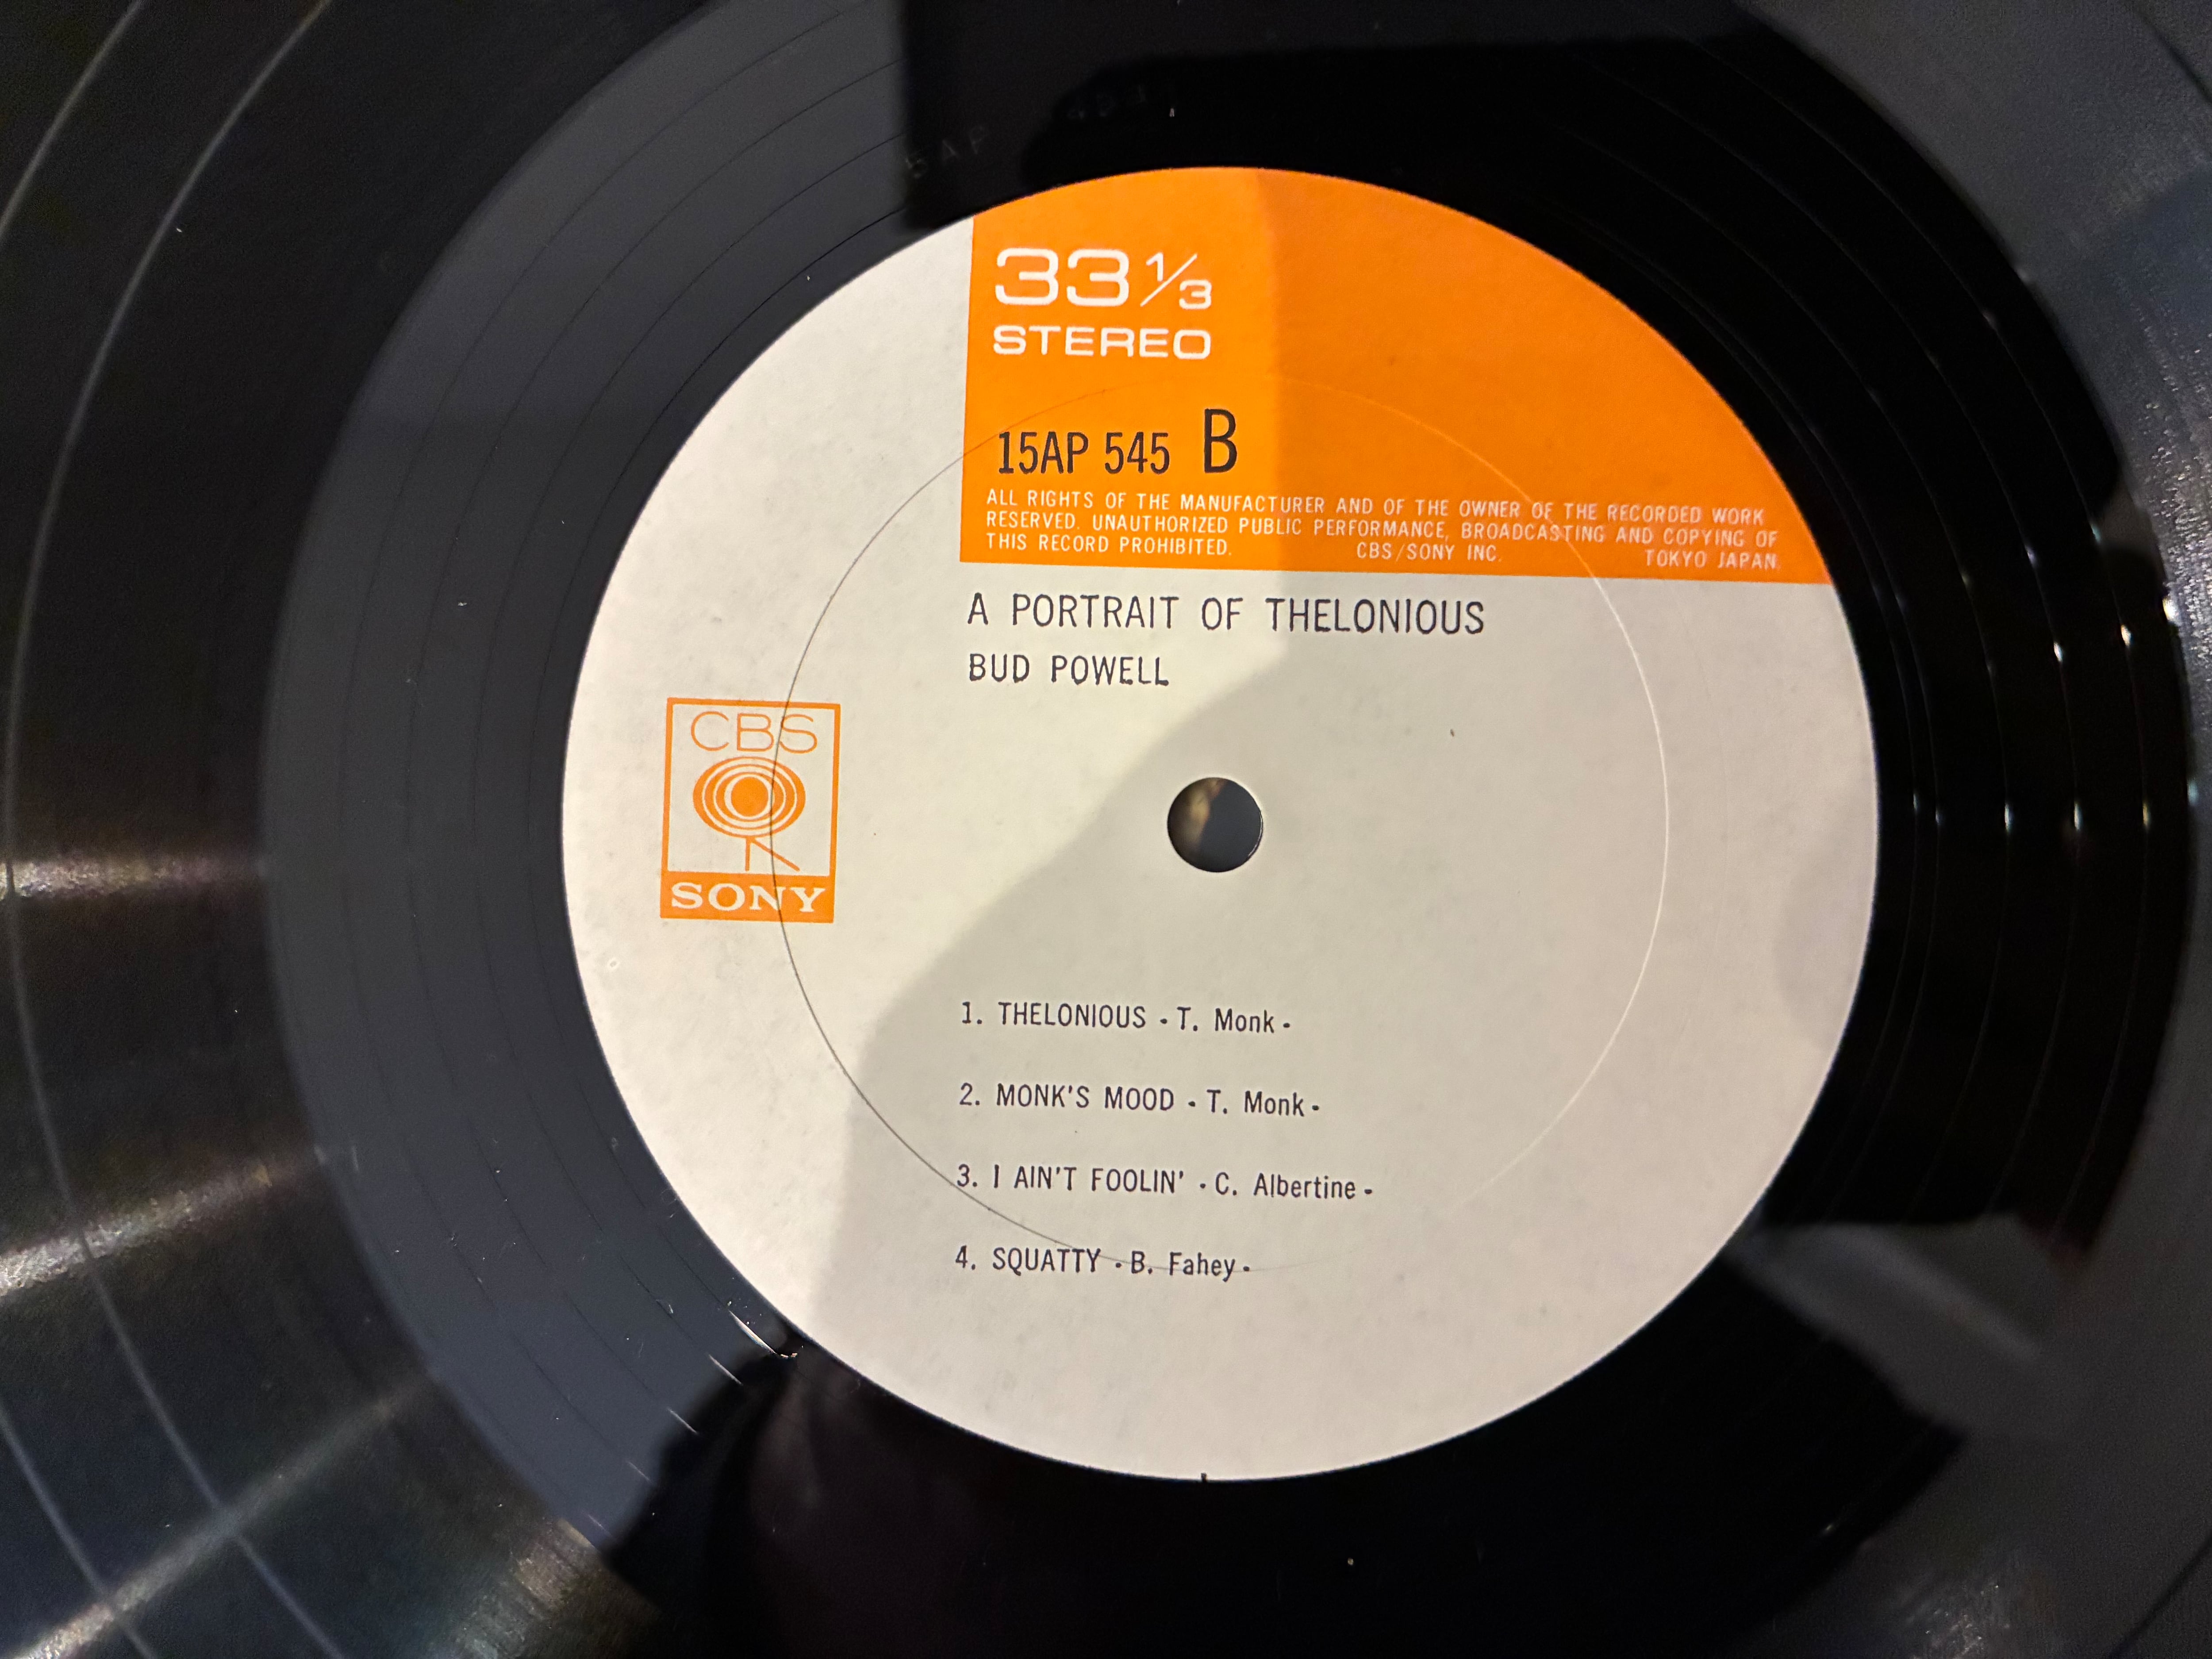 33 1/3
STEREO
15AP 545 B
ALL RIGHTS OF THE MANUFACTURER AND OF THE OWNER OF THE RECORDED WORK
RESERVED. UNAUTHORIZED PUBLIC PERFORMANCE, BROADCASTING AND COPYING OF
THIS RECORD PROHIBITED. CBS/SONY INC. TOKYO JAPAN.
A PORTRAIT OF THELONIOUS
BUD POWELL
CBS
SONY
1. THELONIOUS - T. Monk -
2. MONK'S MOOD - T. Monk -
3. I AIN'T FOOLIN' - C. Albertine -
4. SQUATTY - B. Fahey -